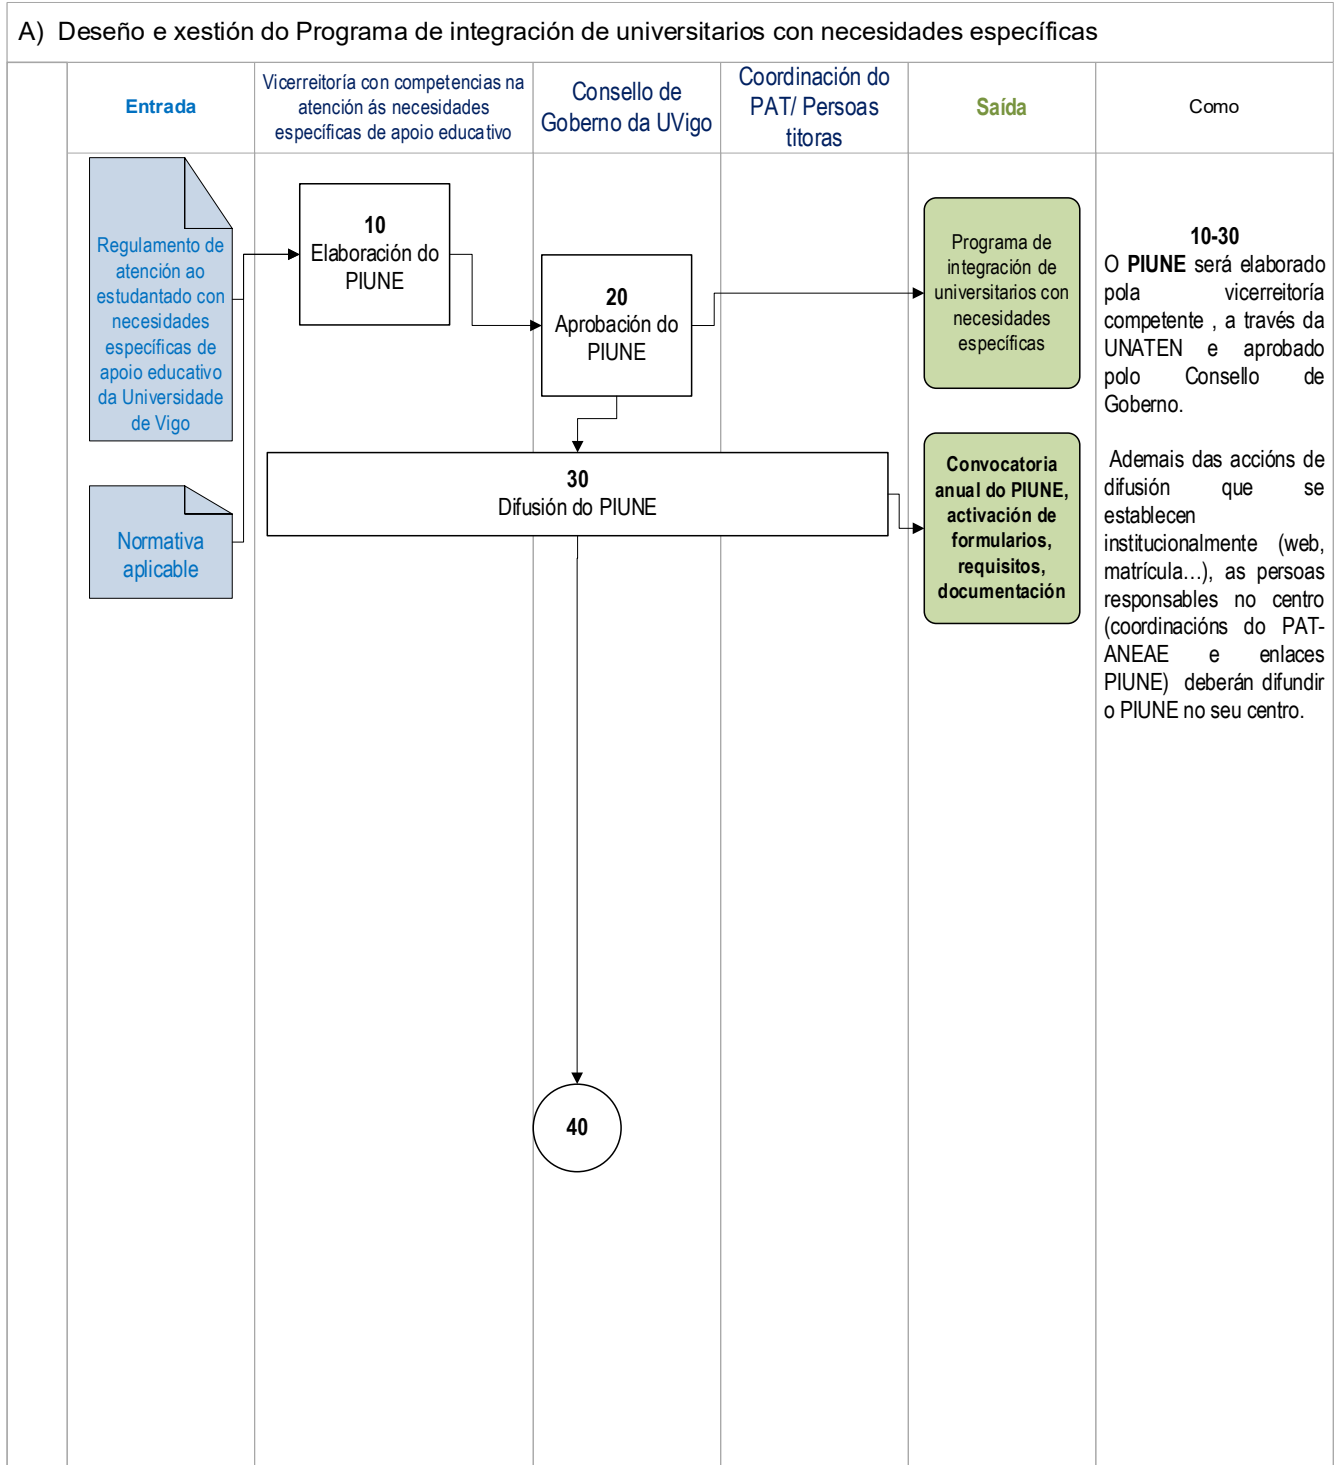 A) Deseño e xestión do Programa de integración de universitarios con necesidades específicas
Entrada
Vicerreitoría con competencias na
atención ás necesidades
específicas de apoio educativo
Consello de
Goberno da UVigo
Coordinación do
PAT/ Persoas
titoras
Saída
Como
Regulamento de
atención ao
estudantado con
necesidades
específicas de
apoio educativo
da Universidade
de Vigo
Normativa
aplicable
10
Elaboración do
PIUNE
20
Aprobación do
PIUNE
30
Difusión do PIUNE
40
Programa de
integración de
universitarios con
necesidades
específicas
Convocatoria
anual do PIUNE,
activación de
formularios,
requisitos,
documentación
10-30
O PIUNE será elaborado
pola vicerreitoría
competente , a través da
UNATEN e aprobado
polo Consello de
Goberno.
Ademais das accións de
difusión que se
establecen
institucionalmente (web,
matrícula…), as persoas
responsables no centro
(coordinacións do PAT-
ANEAE e enlaces
PIUNE) deberán difundir
o PIUNE no seu centro.